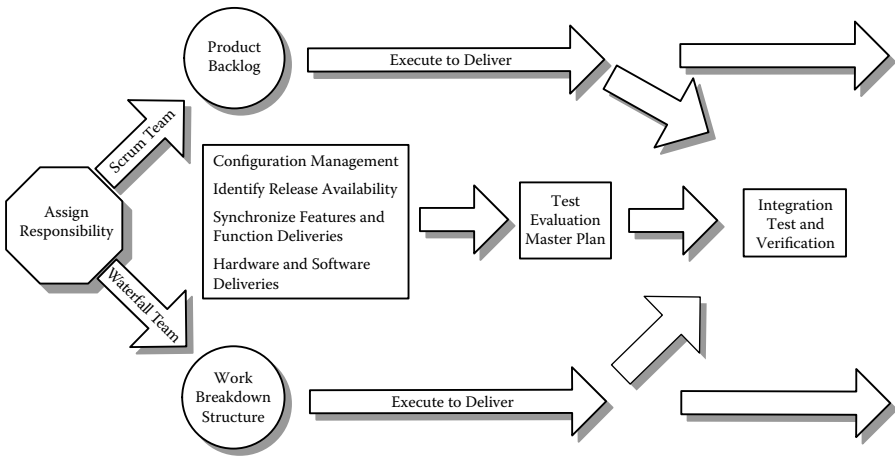 Product
Backlog
Execute to Deliver
Scrum Team
Assign
Responsibility
Configuration Management
Identify Release Availability
Synchronize Features and
Function Deliveries
Hardware and Software
Deliveries
Test
Evaluation
Master Plan
Integration
Test and
Verification
Waterfall Team
Work
Breakdown
Structure
Execute to Deliver